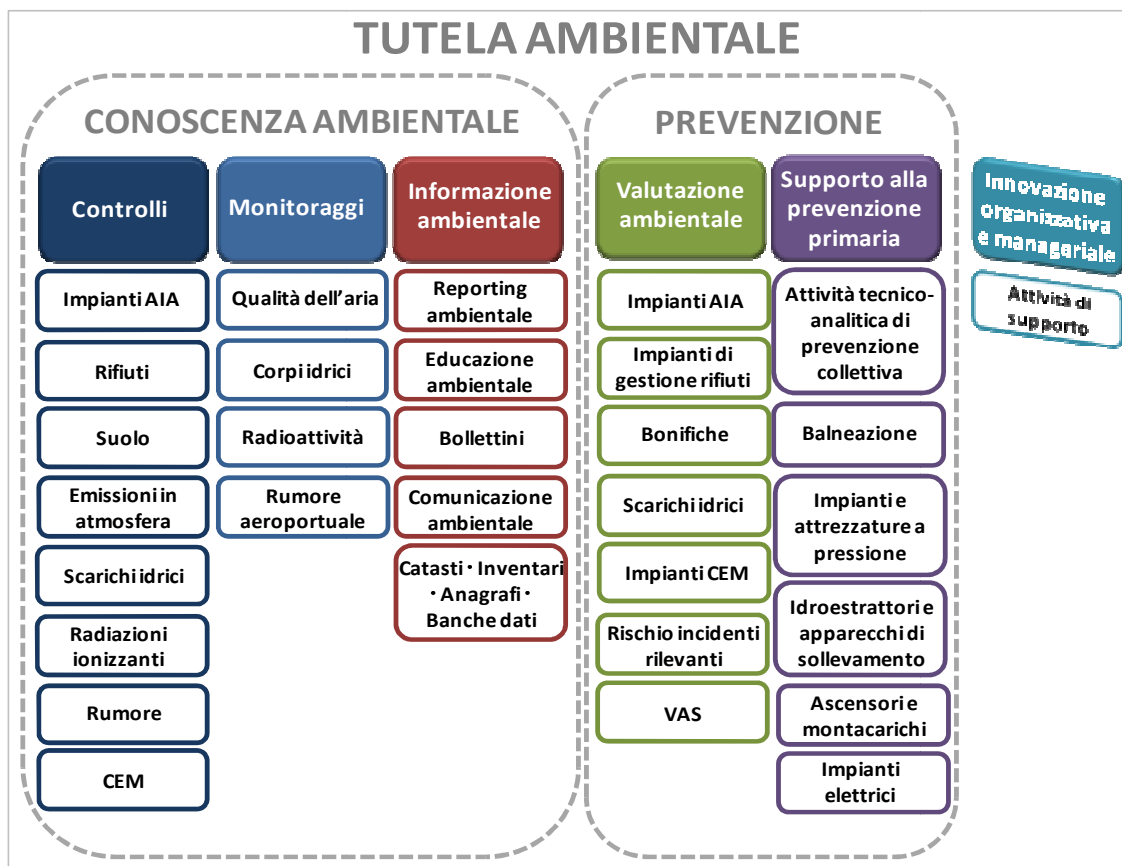 TUTELA AMBIENTALE
CONOSCENZA AMBIENTALE
Controlli
Impianti AIA
Rifiuti
Suolo
Emissioni in
atmosfera
Scarichi idrici
Radiazioni
ionizzanti
Rumore
CEM
Monitoraggi
Qualità dell'aria
Corpi idrici
Radioattività
Rumore
aeroportuale
Informazione
ambientale
Reporting
ambientale
Educazione
ambientale
Bollettini
Comunicazione
ambientale
Catasti · Inventari
· Anagrafi ·
Banche dati
PREVENZIONE
Valutazione
ambientale
Impianti AIA
Impianti di
gestione rifiuti
Bonifiche
Scarichi idrici
Impianti CEM
Rischio incidenti
rilevanti
VAS
Supporto alla
prevenzione
primaria
Attività tecnico-
analitica di
prevenzione
collettiva
Balneazione
Impianti e
attrezzature a
pressione
Idroestrattori e
apparecchi di
sollevamento
Ascensori e
montacarichi
Impianti
elettrici
Innovazione
organizzativa
e manageriale
Attività di
supporto